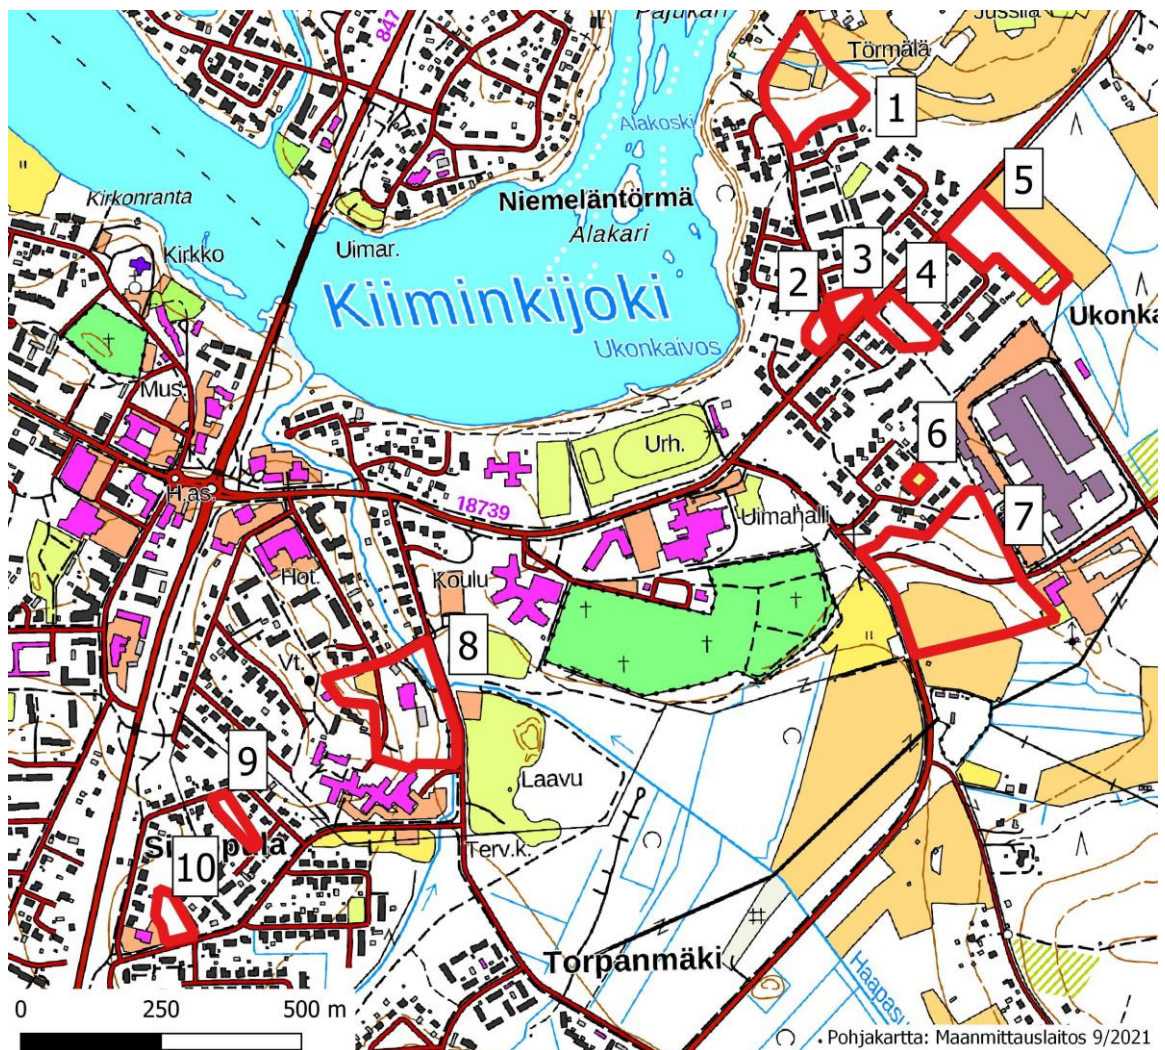 Pajukari
Jussila
847
Törmälä
1
Alakoski
5
Kirkonranta
Niemeläntörmä
Alakari
Kirkko
Uimar.
3
2
4
Kiiminkijoki
Ukonka
Ukonkaivos
Mus.
6
Urh.
H.as.
18739
Uimahalli
7
Hot.
Koulu
8
Vt.
9
Laavu
Terv.k.
10
Torpanmäki
Haapasu
0 250 500 m
Pohjakartta: Maanmittauslaitos 9/2021